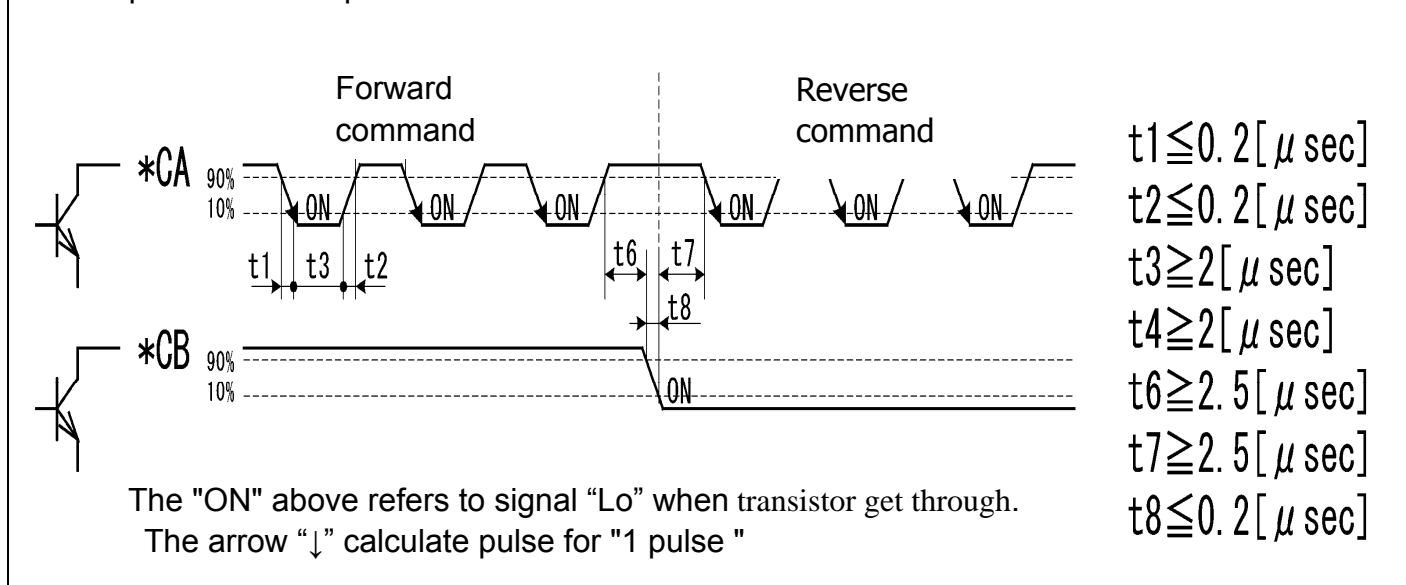 Forward
command
Reverse
command
*CA
90%
10%
ON
ON
ON
ON
ON
ON
t1
t3
t2
t6
t7
t8
*CB
90%
10%
ON
t1≦0.2[μsec]
t2≦0.2[μsec]
t3≧2[μsec]
t4≧2[μsec]
t6≧2.5[μsec]
t7≧2.5[μsec]
t8≦0.2[μsec]
The "ON" above refers to signal “Lo” when transistor get through.
The arrow “↓” calculate pulse for "1 pulse "